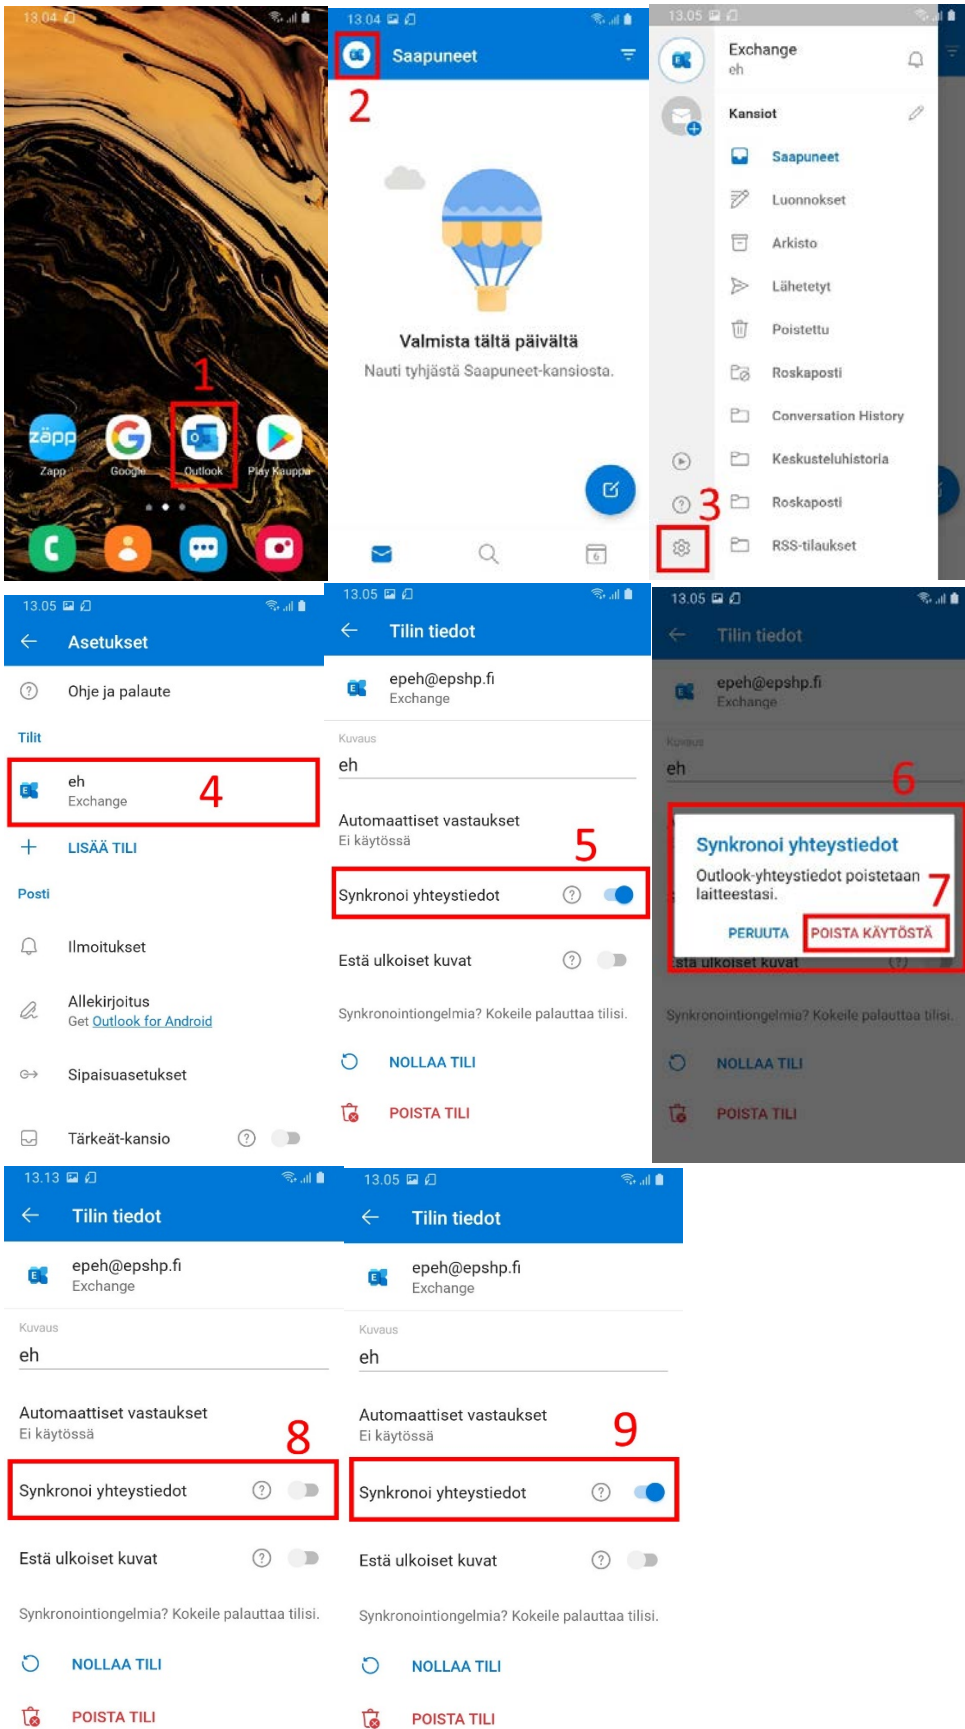 13.04
1
zäpp
Zapp
Google
Outlook
Play Kauppa
13.04
Saapuneet
2
Valmista tältä päivältä
Nauti tyhjästä Saapuneet-kansiosta.
6
13.05
Exchange
eh
Kansiot
Saapuneet
Luonnokset
Arkisto
Lähetetyt
Poistettu
Roskaposti
Conversation History
Keskusteluhistoria
3
Roskaposti
RSS-tilaukset
13.05
Asetukset
Ohje ja palaute
Tilit
eh
Exchange
4
LISÄÄ TILI
Posti
Ilmoitukset
Allekirjoitus
Get Outlook for Android
Sipaisuasetukset
Tärkeät-kansio
13.05
Tilin tiedot
epeh@epshp.fi
Exchange
Kuvaus
eh
Automaattiset vastaukset
Ei käytössä
5
Synkronoi yhteystiedot
Estä ulkoiset kuvat
Synkronointiongelmia? Kokeile palauttaa tilisi.
NOLLAA TILI
POISTA TILI
13.05
Tilin tiedot
epeh@epshp.fi
Exchange
Kuvaus
eh
6
Synkronoi yhteystiedot
Outlook-yhteystiedot poistetaan
laitteestasi.
7
PERUUTA
POISTA KÄYTÖSTÄ
Estä ulkoiset kuvat
Synkronointiongelmia? Kokeile palauttaa tilisi.
NOLLAA TILI
POISTA TILI
13.13
Tilin tiedot
epeh@epshp.fi
Exchange
Kuvaus
eh
Automaattiset vastaukset
Ei käytössä
8
Synkronoi yhteystiedot
Estä ulkoiset kuvat
Synkronointiongelmia? Kokeile palauttaa tilisi.
NOLLAA TILI
POISTA TILI
13.05
Tilin tiedot
epeh@epshp.fi
Exchange
Kuvaus
eh
Automaattiset vastaukset
Ei käytössä
9
Synkronoi yhteystiedot
Estä ulkoiset kuvat
Synkronointiongelmia? Kokeile palauttaa tilisi.
NOLLAA TILI
POISTA TILI